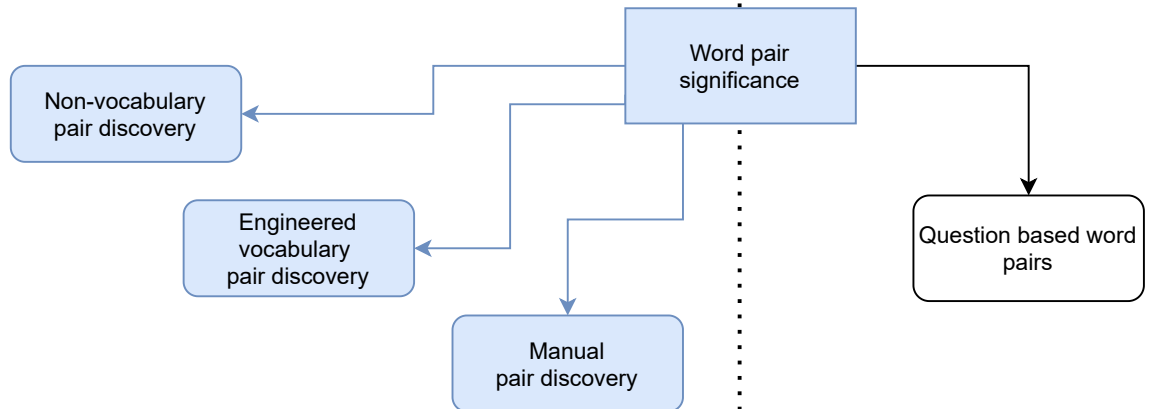 Word pair
significance
Non-vocabulary
pair discovery
Engineered
vocabulary
pair discovery
Question based word
pairs
Manual
pair discovery